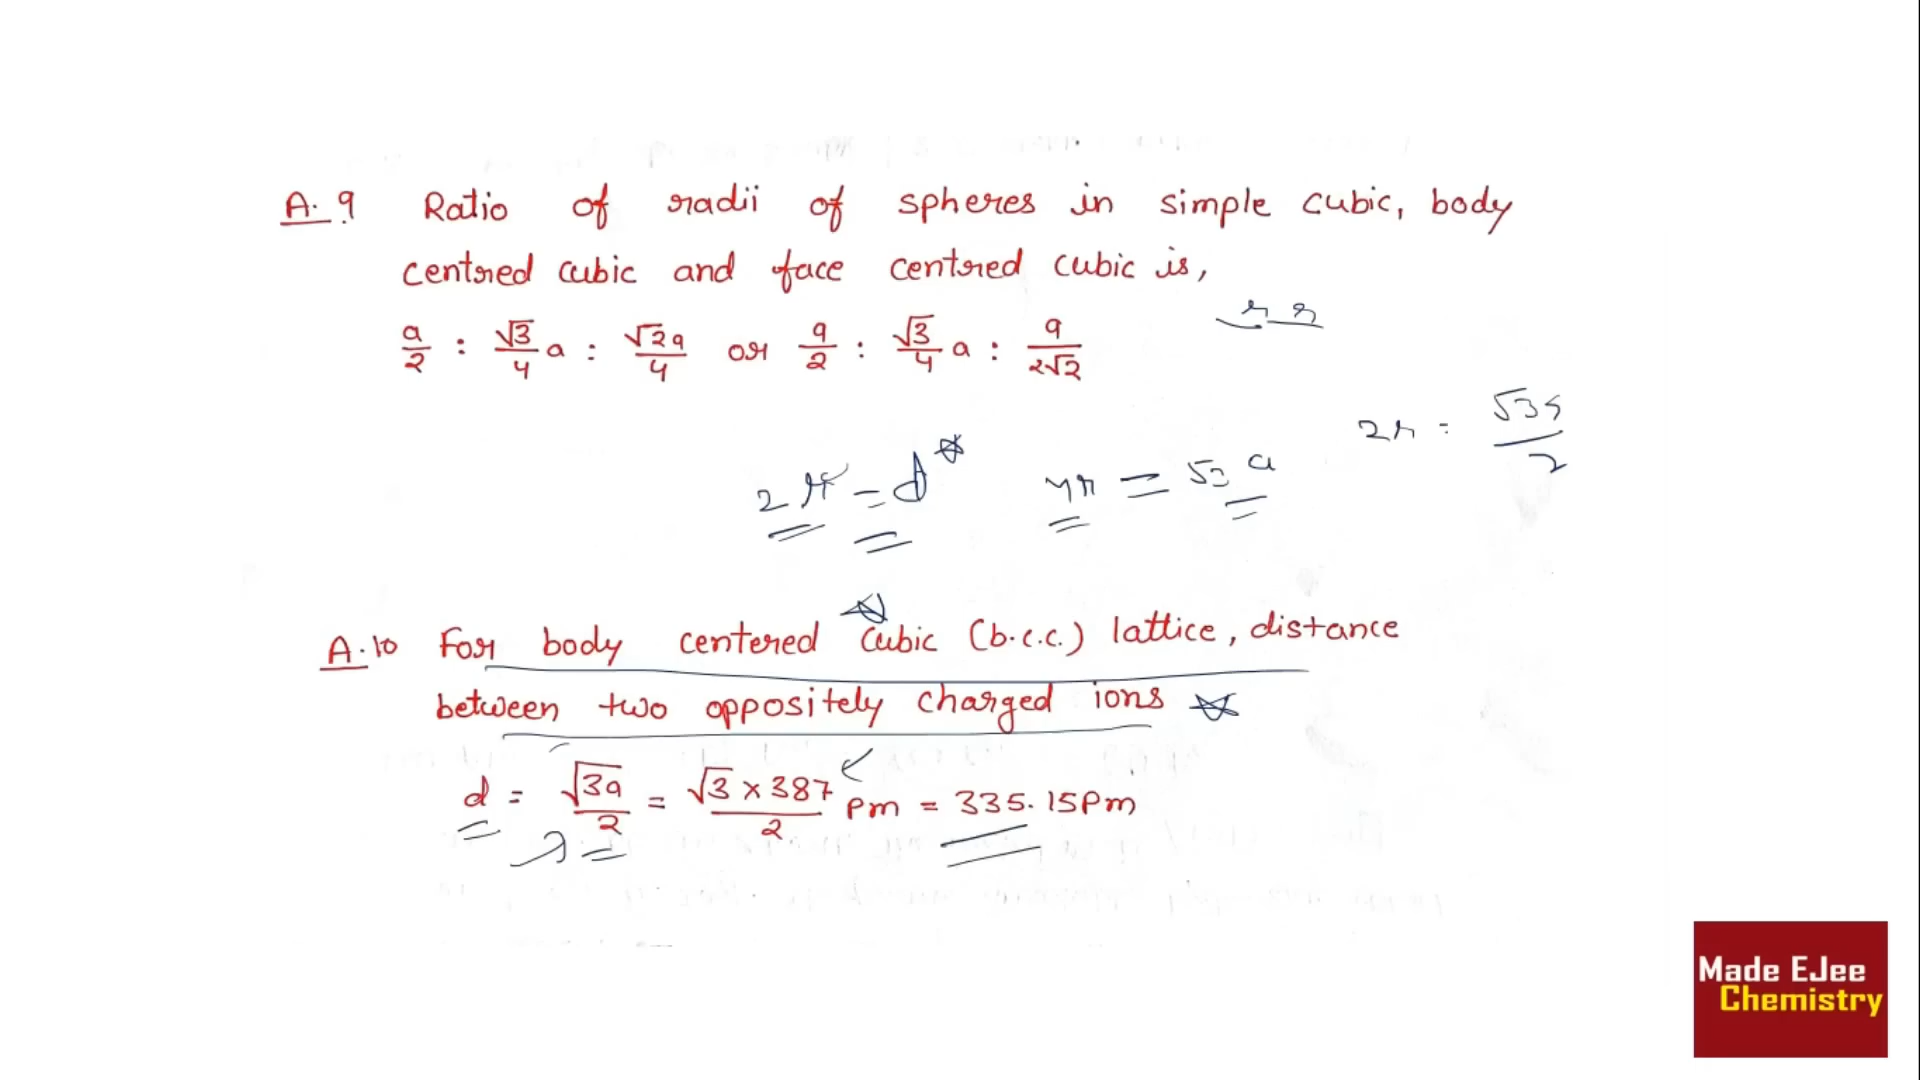 A.9 Ratio of radii of spheres in simple cubic, body
centred cubic and face centred cubic is,
a/2 : √3/4 a : √2a/4 or a/2 : √3/4 a : a/2√2
r r
2r = √3a/2
2r = d
4r = √3 a
A.10 For body centered cubic (b.c.c.) lattice, distance
between two oppositely charged ions
d = √3a/2 = √3 × 387/2 pm = 335.15pm
Made EJee
Chemistry